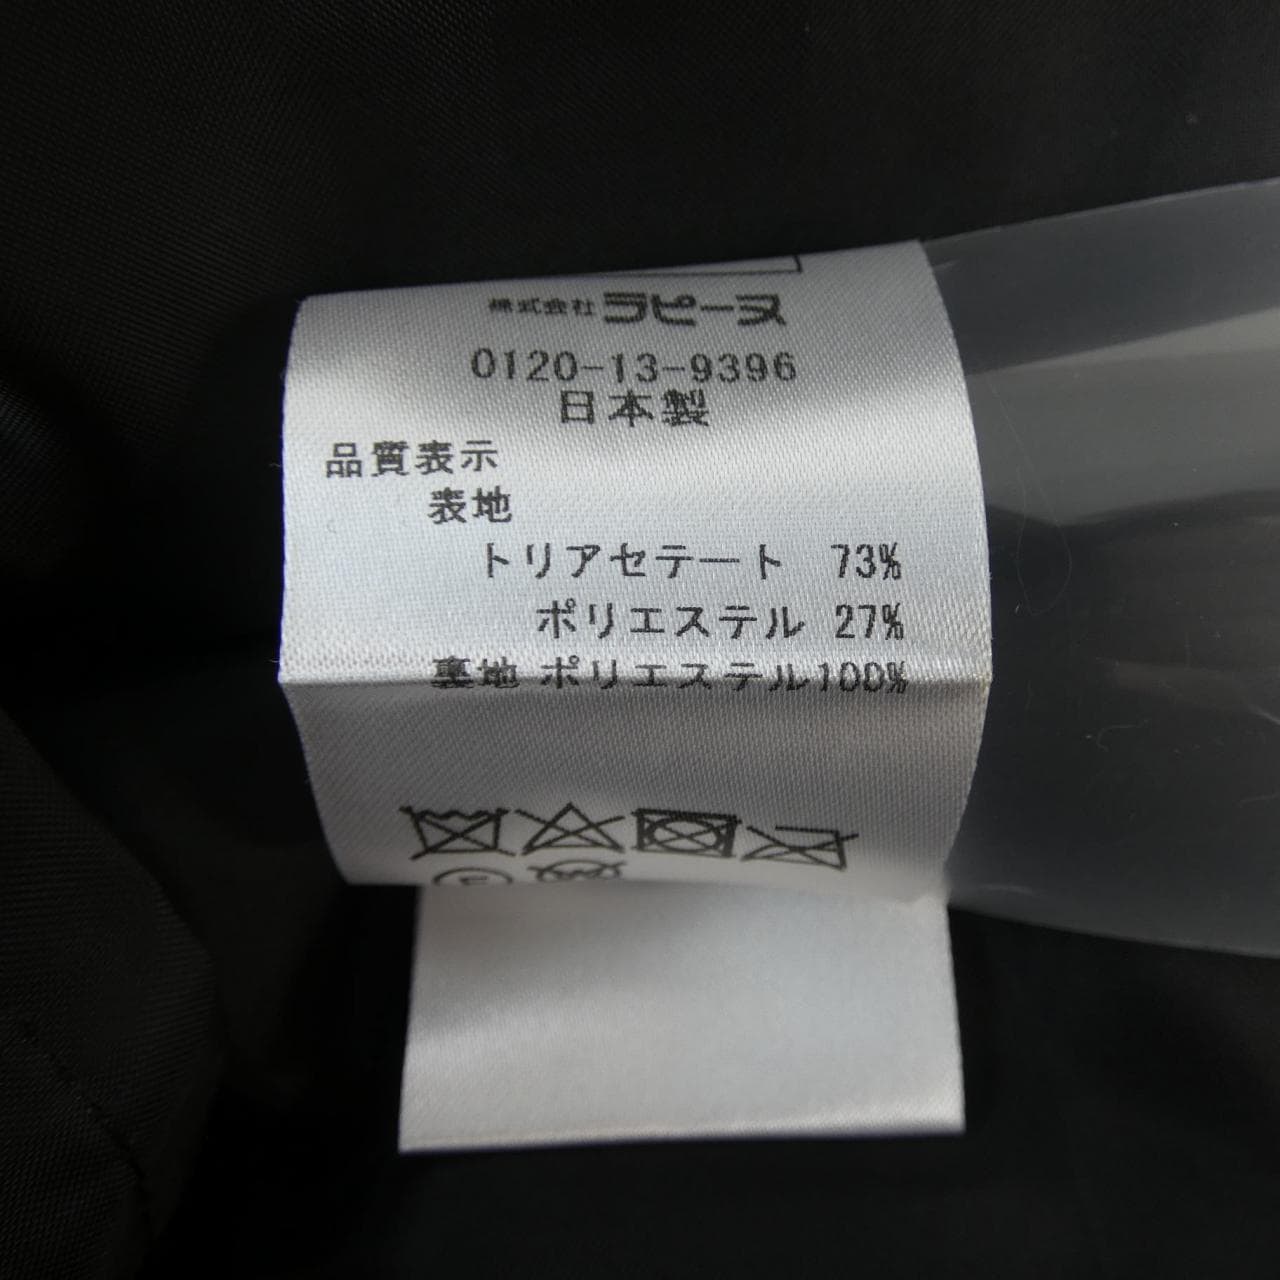 株式会社 ラピーヌ
0120-13-9396
日本製
品質表示
表地
トリアセテート 73%
ポリエステル 27%
裏地 ポリエステル100%